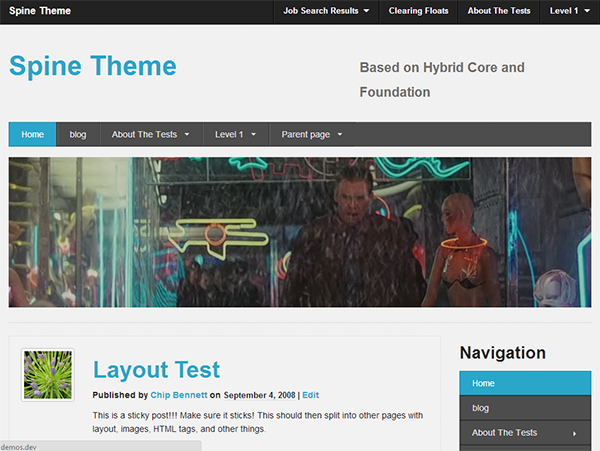 Spine Theme
Job Search Results
Clearing Floats
About The Tests
Level 1
Spine Theme
Based on Hybrid Core and
Foundation
Home
blog
About The Tests
Level 1
Parent page
Layout Test
Published by Chip Bennett on September 4, 2008 | Edit
This is a sticky post!!! Make sure it sticks! This should then split into other pages with
layout, images, HTML tags, and other things.
Navigation
Home
blog
About The Tests
demos.dev